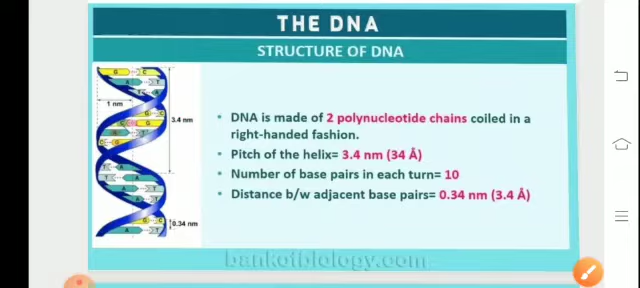 THE DNA
STRUCTURE OF DNA
G C
A T
T A
1 nm
3.4 nm
G C
C G
T A
A T
A T
G C
A T
0.34 nm
• DNA is made of 2 polynucleotide chains coiled in a
right-handed fashion.
• Pitch of the helix= 3.4 nm (34 Å)
• Number of base pairs in each turn= 10
• Distance b/w adjacent base pairs= 0.34 nm (3.4 Å)
bankofbiology.com